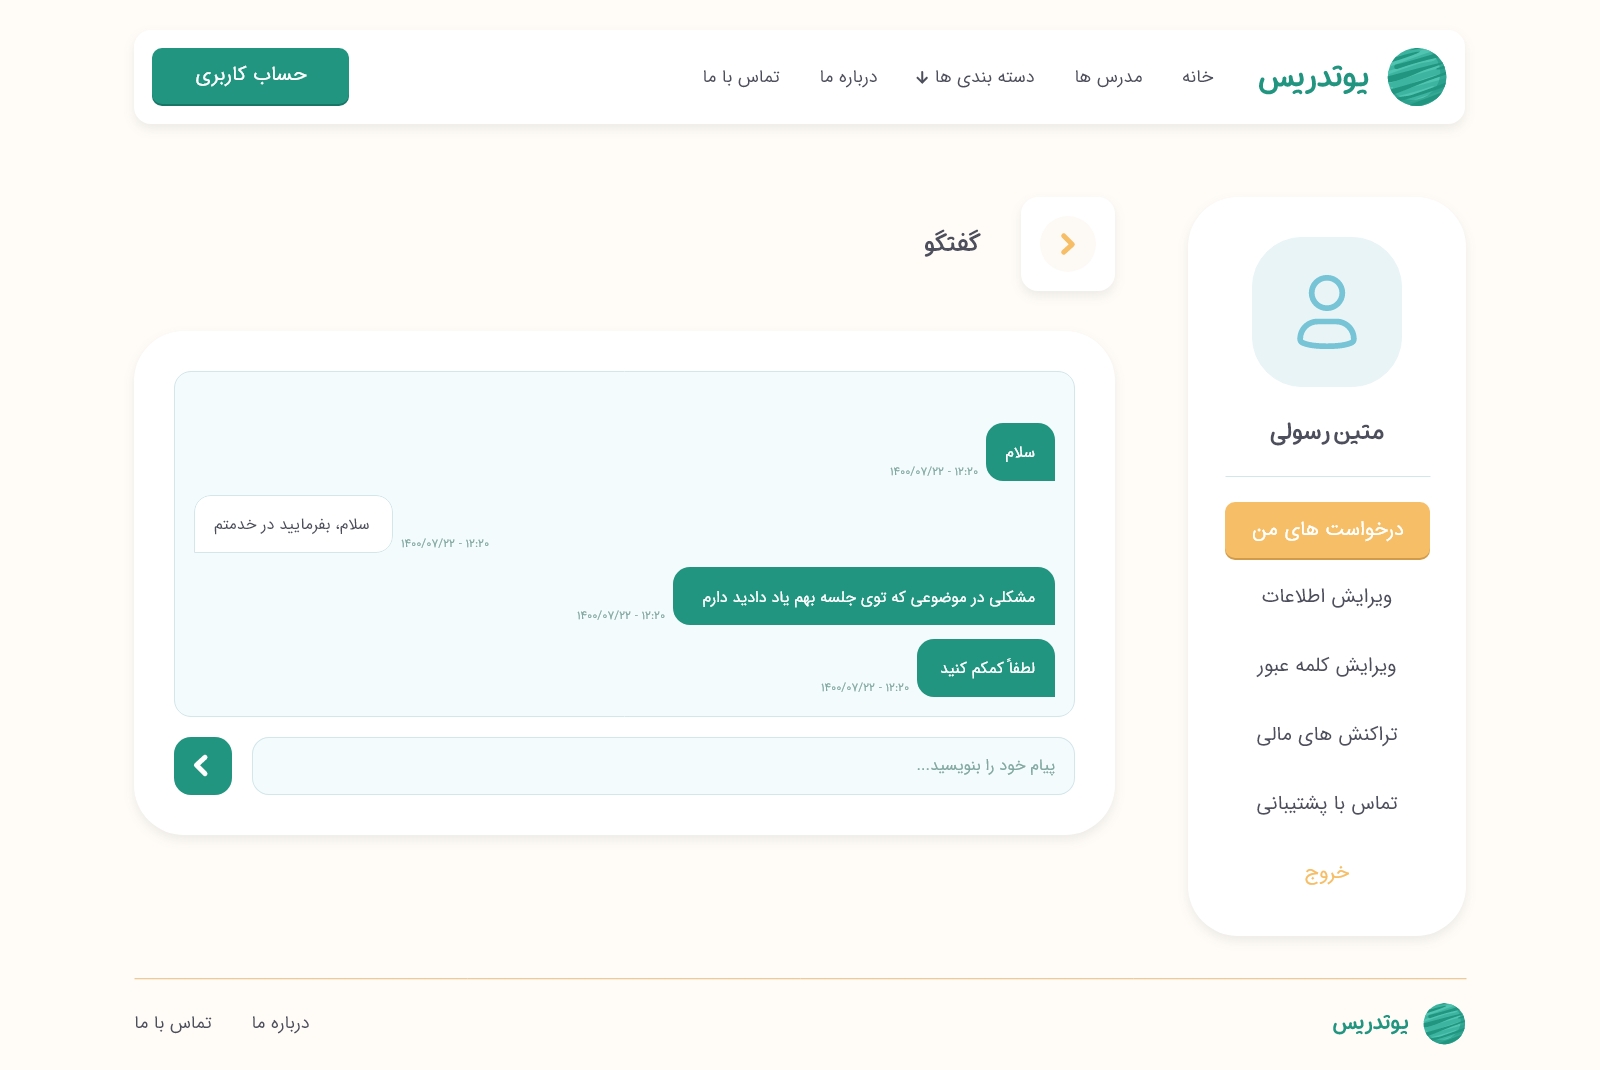 یوتدریس
خانه
مدرس ها
دسته بندی ها ↓
درباره ما
تماس با ما
حساب کاربری
متین رسولی
درخواست های من
ویرایش اطلاعات
ویرایش کلمه عبور
تراکنش های مالی
تماس با پشتیبانی
خروج
گفتگو
سلام
۱۴۰۰/۰۷/۲۲ - ۱۲:۲۰
سلام، بفرمایید در خدمتم
۱۴۰۰/۰۷/۲۲ - ۱۲:۲۰
مشکلی در موضوعی که توی جلسه بهم یاد دادید دارم
۱۴۰۰/۰۷/۲۲ - ۱۲:۲۰
لطفاً کمکم کنید
۱۴۰۰/۰۷/۲۲ - ۱۲:۲۰
پیام خود را بنویسید...
یوتدریس
درباره ما
تماس با ما